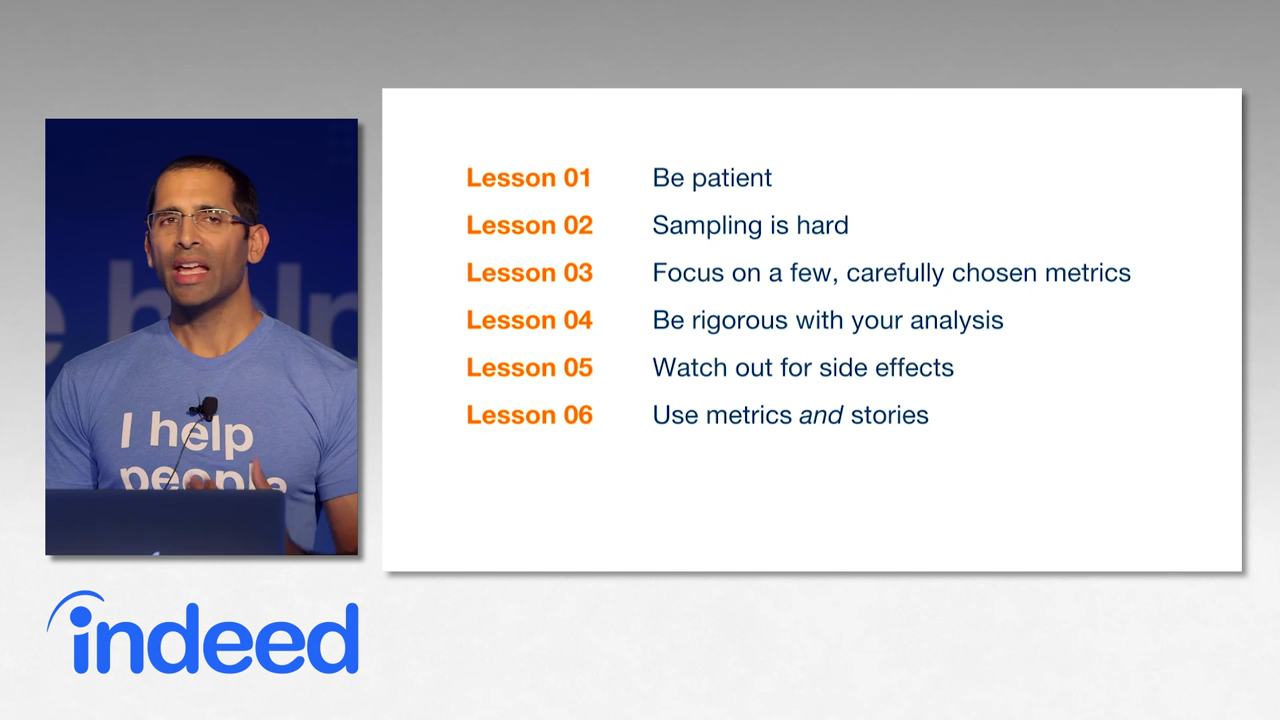 e help
I help
people
indeed
Lesson 01 Be patient
Lesson 02 Sampling is hard
Lesson 03 Focus on a few, carefully chosen metrics
Lesson 04 Be rigorous with your analysis
Lesson 05 Watch out for side effects
Lesson 06 Use metrics and stories